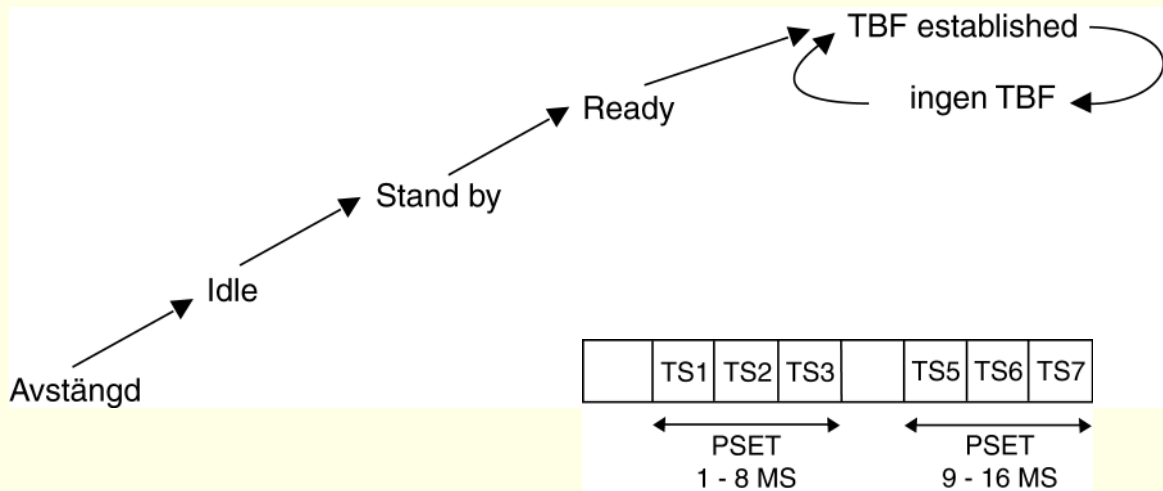 TBF established
ingen TBF
Ready
Stand by
Idle
Avstängd
TS1 TS2 TS3 TS5 TS6 TS7
PSET PSET
1 - 8 MS 9 - 16 MS